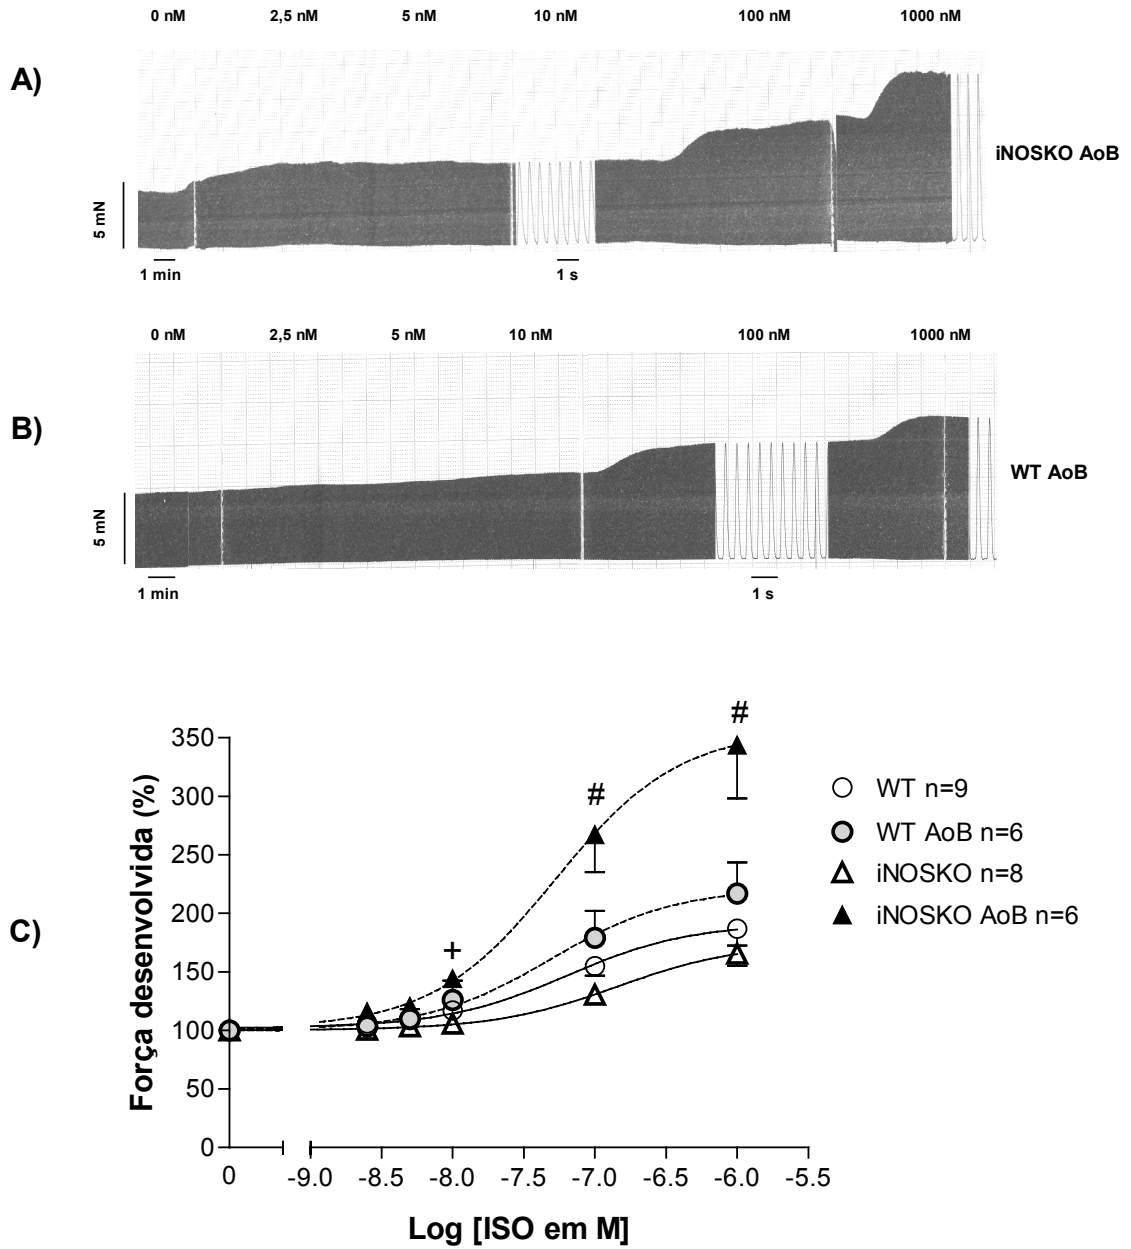 0 nM 2,5 nM 5 nM 10 nM 100 nM 1000 nM
A)
iNOSKO AoB
5 mN
1 min 1 s
0 nM 2,5 nM 5 nM 10 nM 100 nM 1000 nM
B)
WT AoB
5 mN
1 min 1 s
C)
Força desenvolvida (%)
350
300
250
200
150
100
50
0
# 
#
+
WT n=9
WT AoB n=6
iNOSKO n=8
iNOSKO AoB n=6
0 -9.0 -8.5 -8.0 -7.5 -7.0 -6.5 -6.0 -5.5
Log [ISO em M]